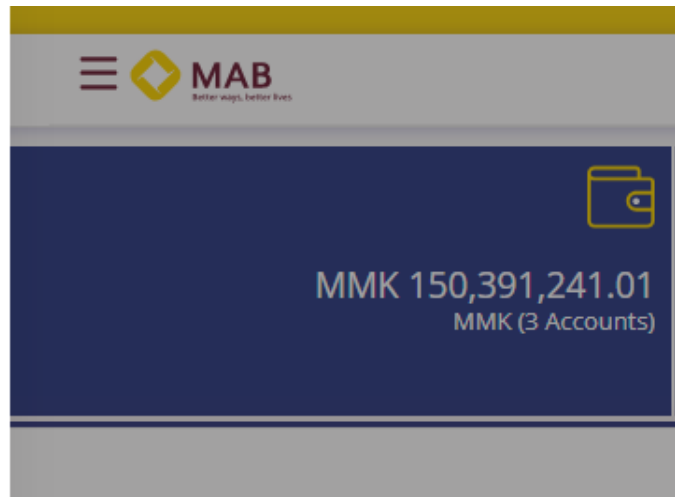 MAB
Better ways, better lives
MMK 150,391,241.01
MMK (3 Accounts)